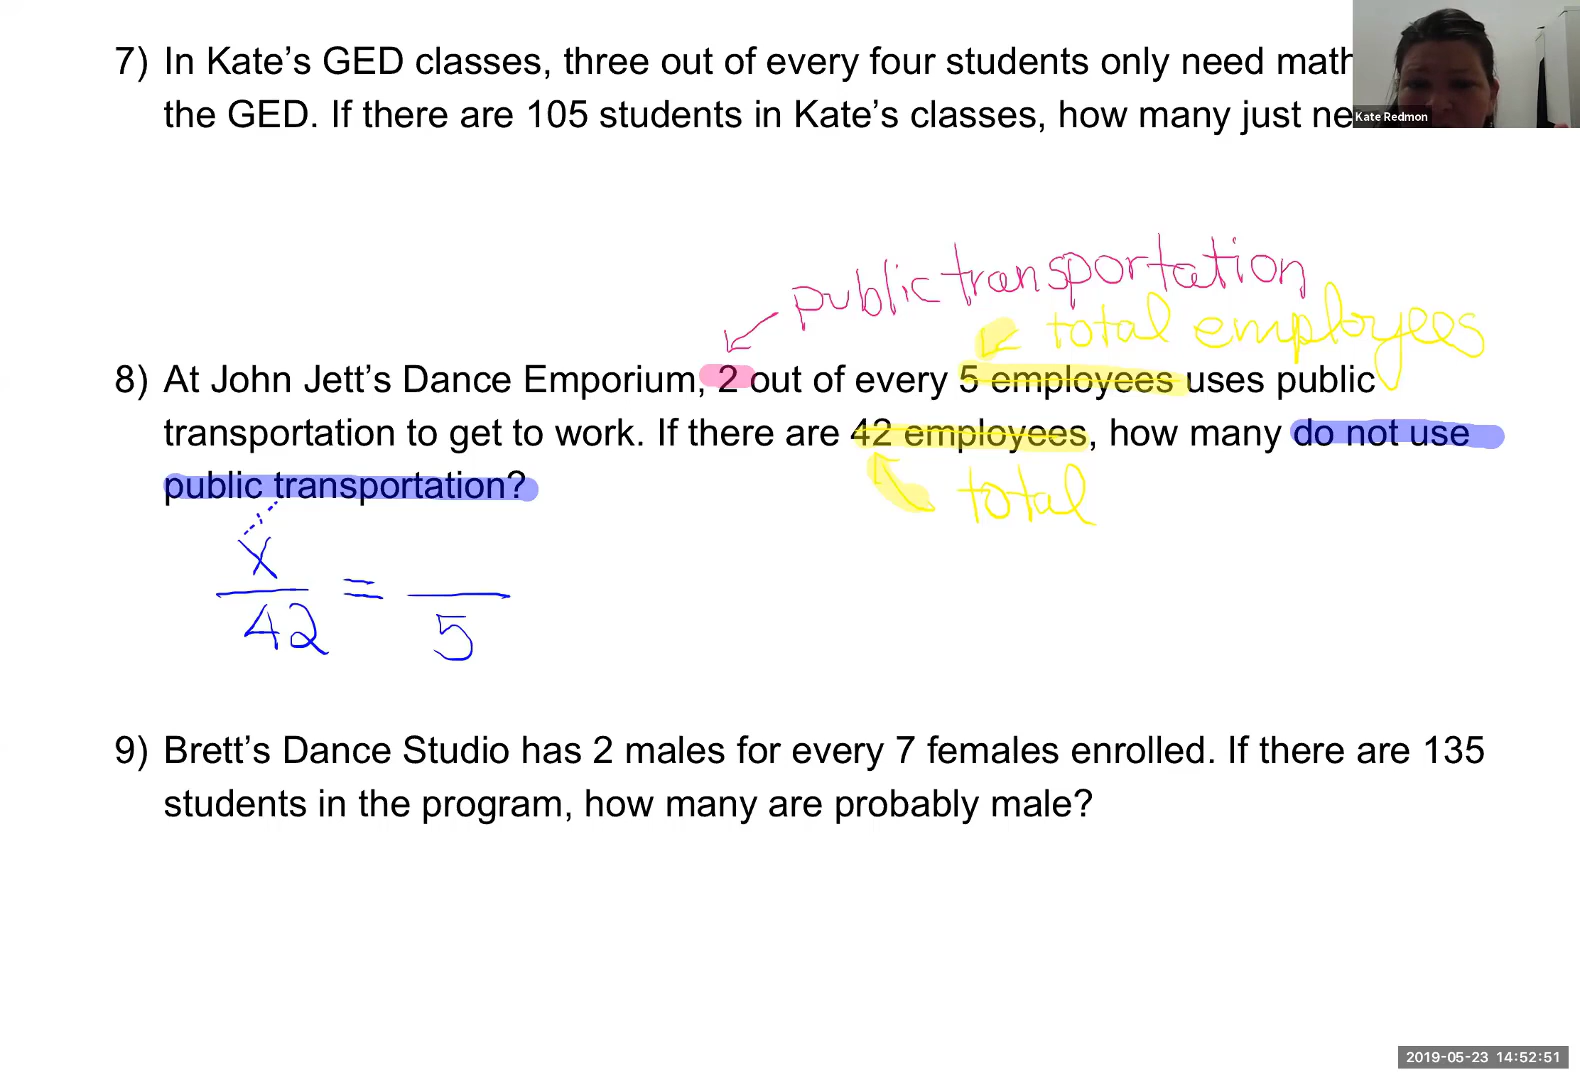 7) In Kate's GED classes, three out of every four students only need math
the GED. If there are 105 students in Kate's classes, how many just ne
Kate Redmon
public transportation
total employees
8) At John Jett's Dance Emporium, 2 out of every 5 employees uses public
transportation to get to work. If there are 42 employees, how many do not use
public transportation?
total
x
42
=
5
9) Brett's Dance Studio has 2 males for every 7 females enrolled. If there are 135
students in the program, how many are probably male?
2019-05-23 14:52:51